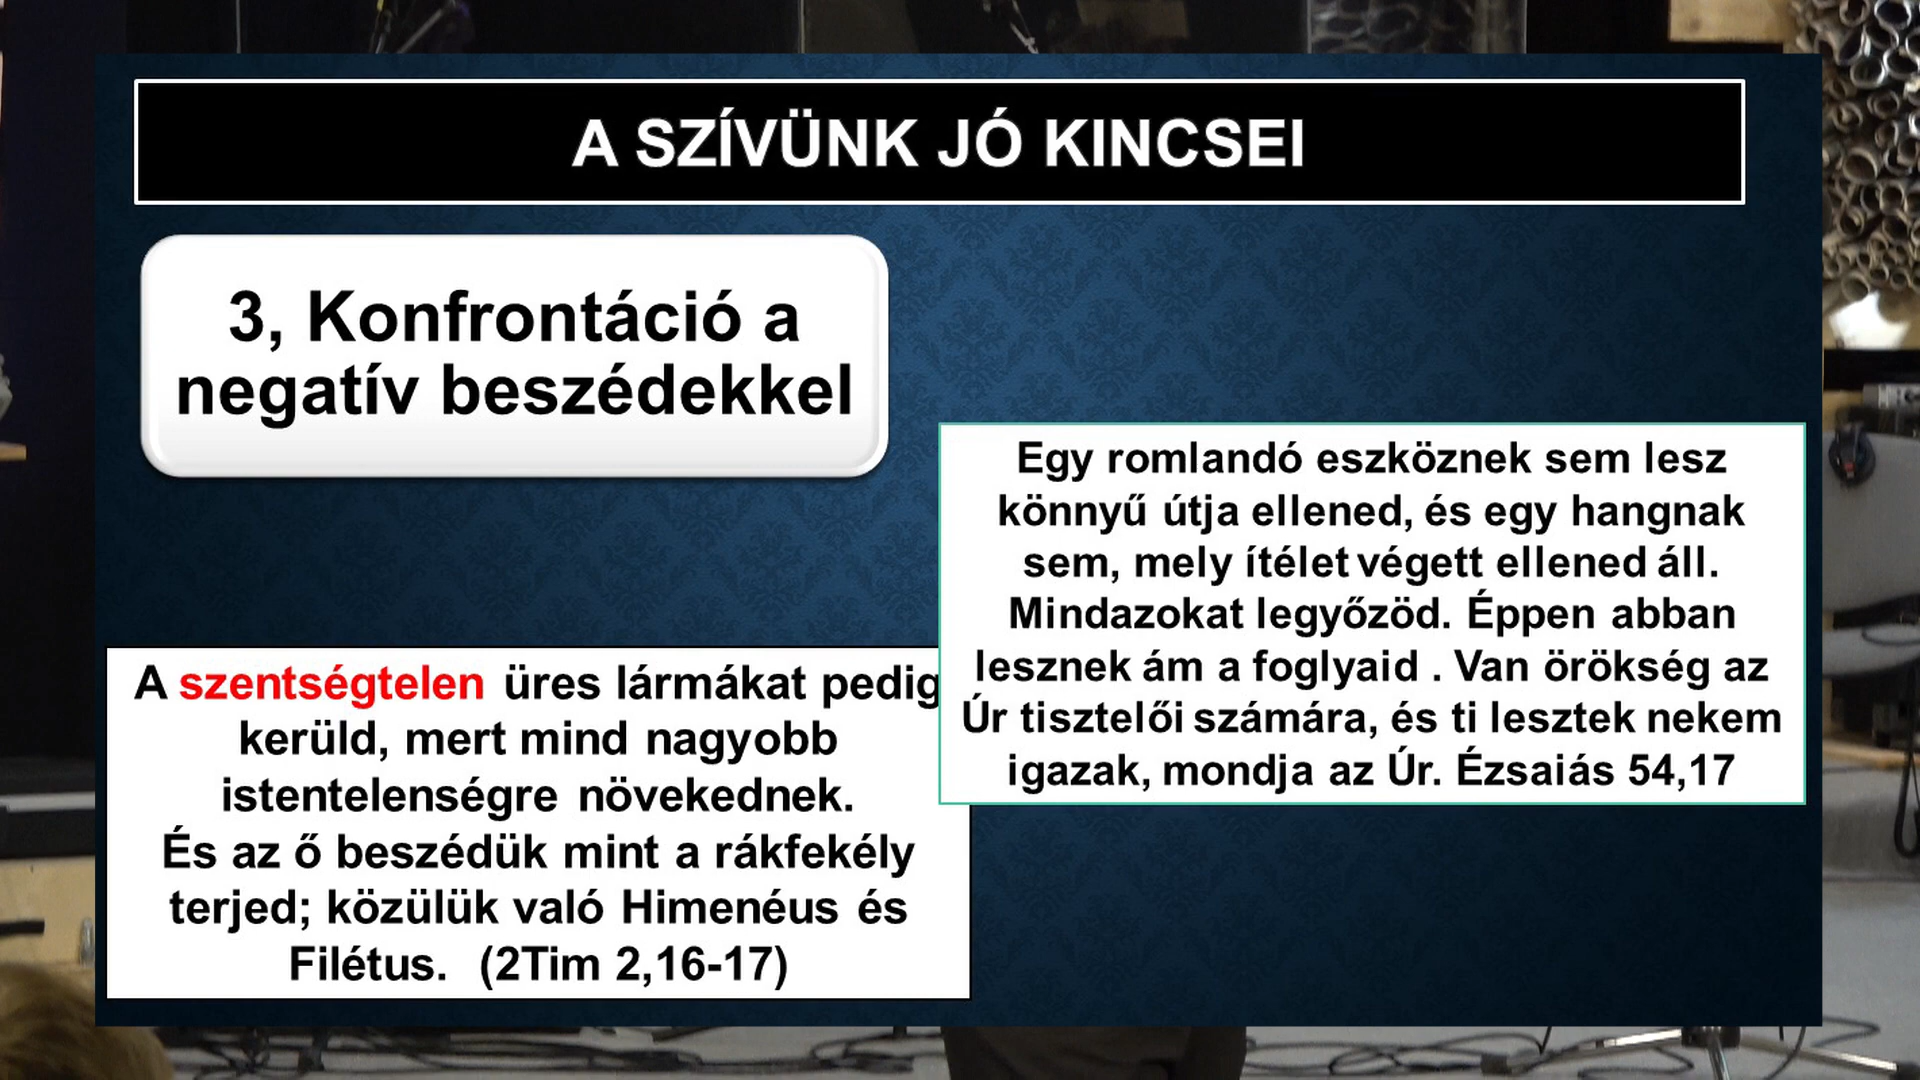 A SZÍVÜNK JÓ KINCSEI
3, Konfrontáció a
negatív beszédekkel
Egy romlandó eszköznek sem lesz
könnyű útja ellened, és egy hangnak
sem, mely ítélet végett ellened áll.
Mindazokat legyőzöd. Éppen abban
lesznek ám a foglyaid . Van örökség az
Úr tisztelői számára, és ti lesztek nekem
igazak, mondja az Úr. Ézsaiás 54,17
A szentségtelen üres lármákat pedig
kerüld, mert mind nagyobb
istentelenségre növekednek.
És az ő beszédük mint a rákfekély
terjed; közülük való Himenéus és
Filétus. (2Tim 2,16-17)